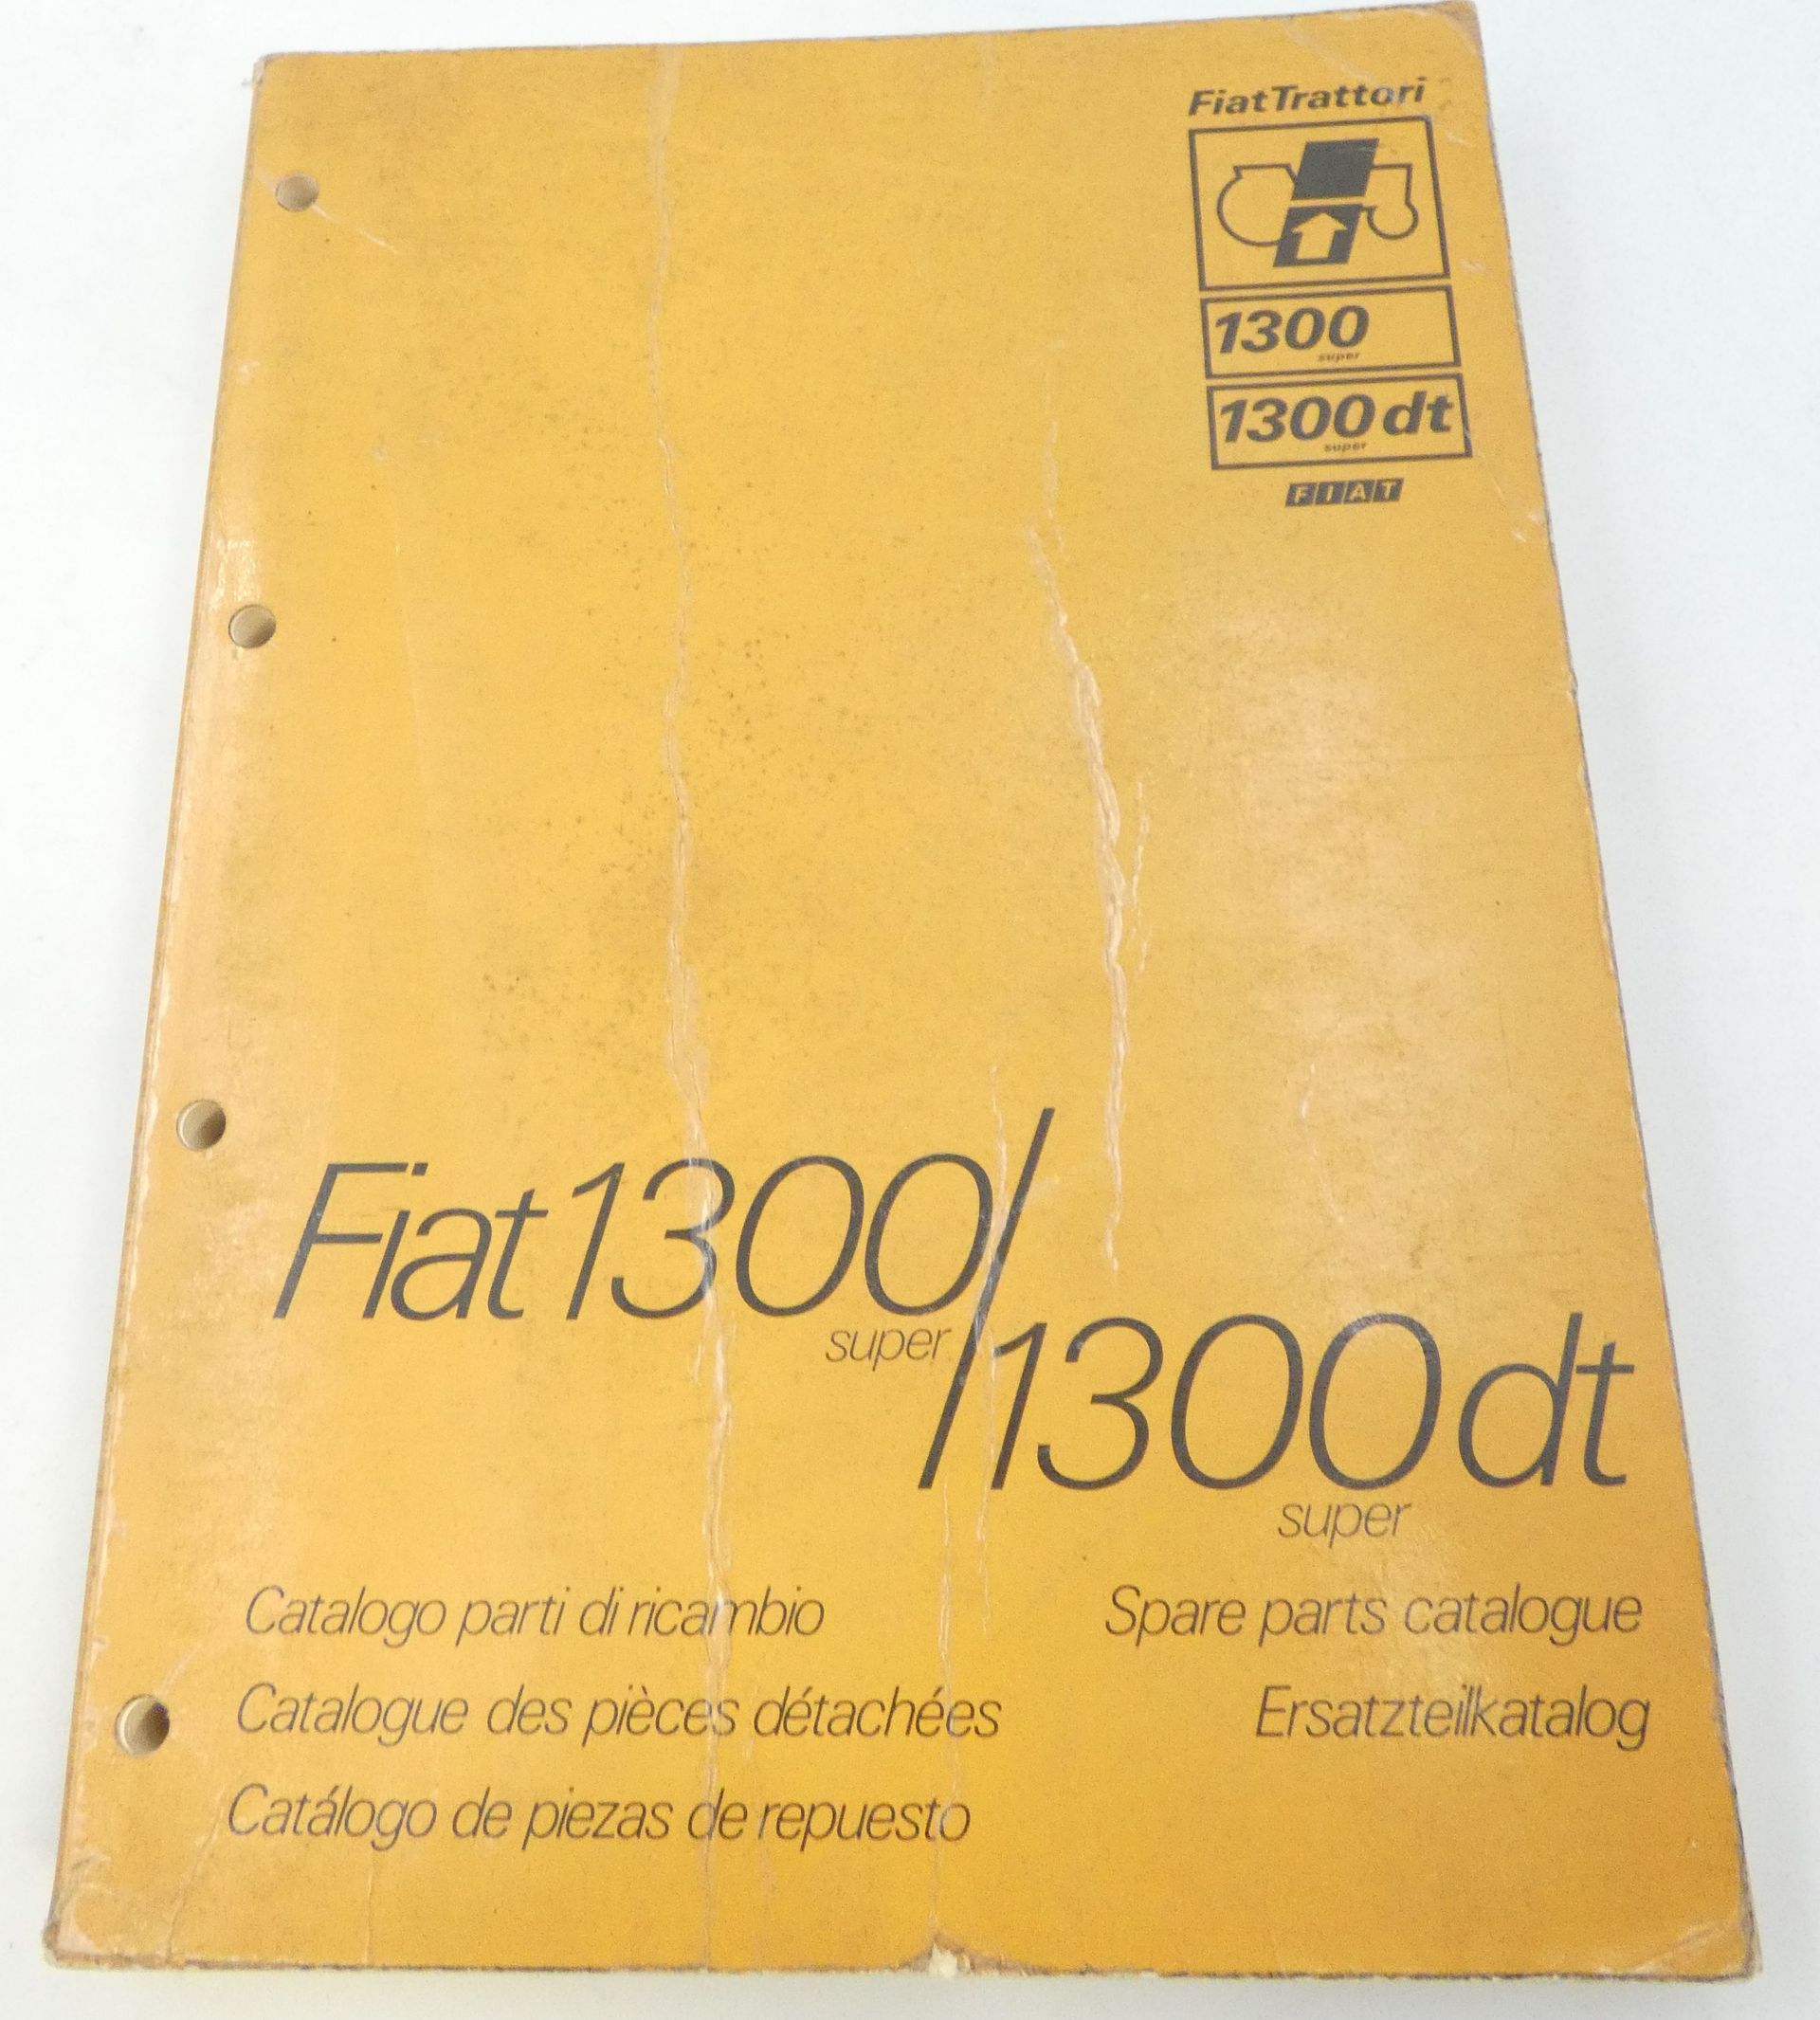 FiatTrattori
1300
super
1300 dt
super
FIAT
Fiat 1300/
super
/1300 dt
super
Catalogo parti di ricambio
Spare parts catalogue
Catalogue des pièces détachées
Ersatzteilkatalog
Catálogo de piezas de repuesto